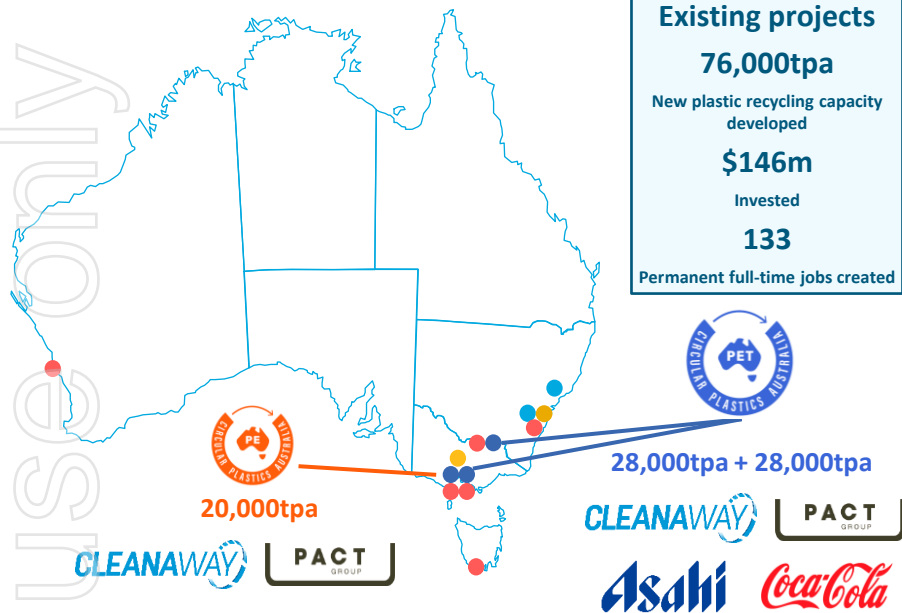 use only
Existing projects
76,000tpa
New plastic recycling capacity
developed
$146m
Invested
133
Permanent full-time jobs created
CIRCULAR PLASTICS AUSTRALIA
PET
CIRCULAR PLASTICS AUSTRALIA
PE
28,000tpa + 28,000tpa
20,000tpa
CLEANAWAY
PACT
GROUP
CLEANAWAY
PACT
GROUP
Asahi
Coca-Cola